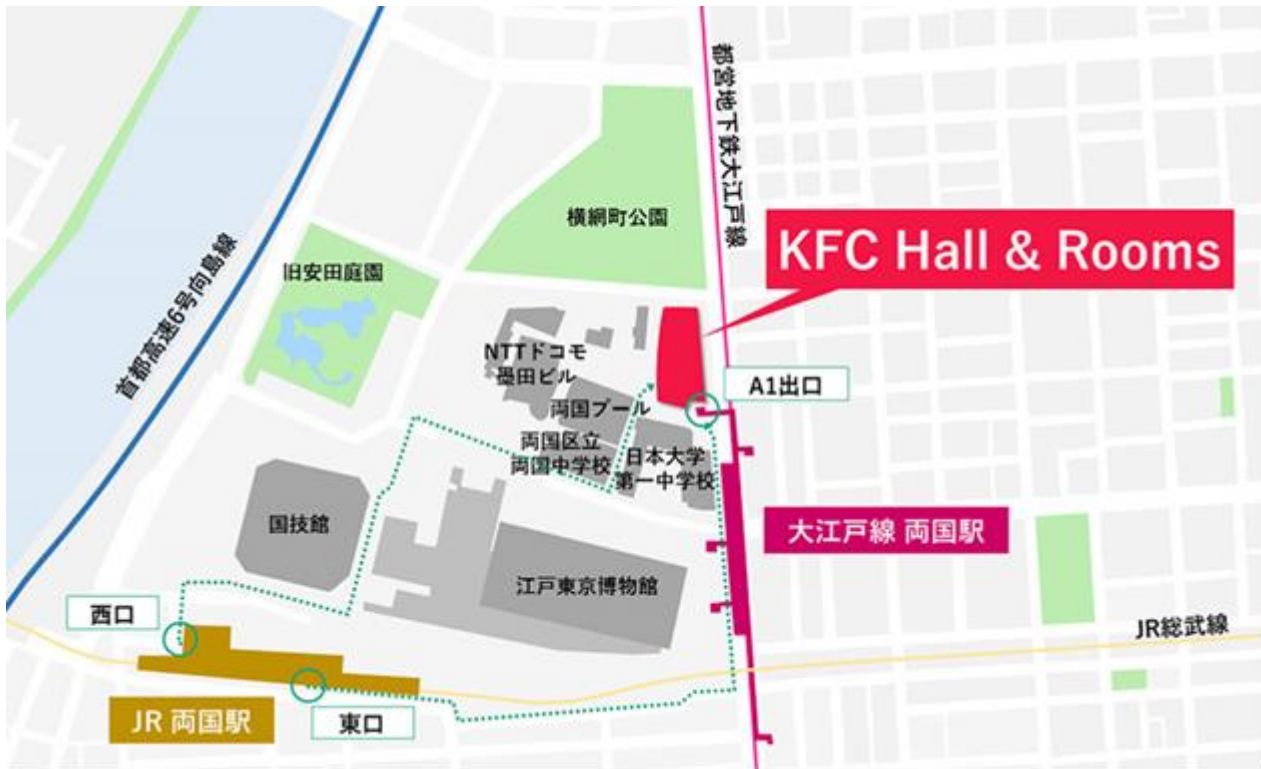 都営地下鉄大江戸線
横網町公園
KFC Hall & Rooms
旧安田庭園
首都高速6号向島線
NTTドコモ
墨田ビル
A1出口
両国プール
両国区立
両国中学校
日本大学
第一中学校
国技館
大江戸線 両国駅
江戸東京博物館
西口
JR総武線
JR 両国駅
東口